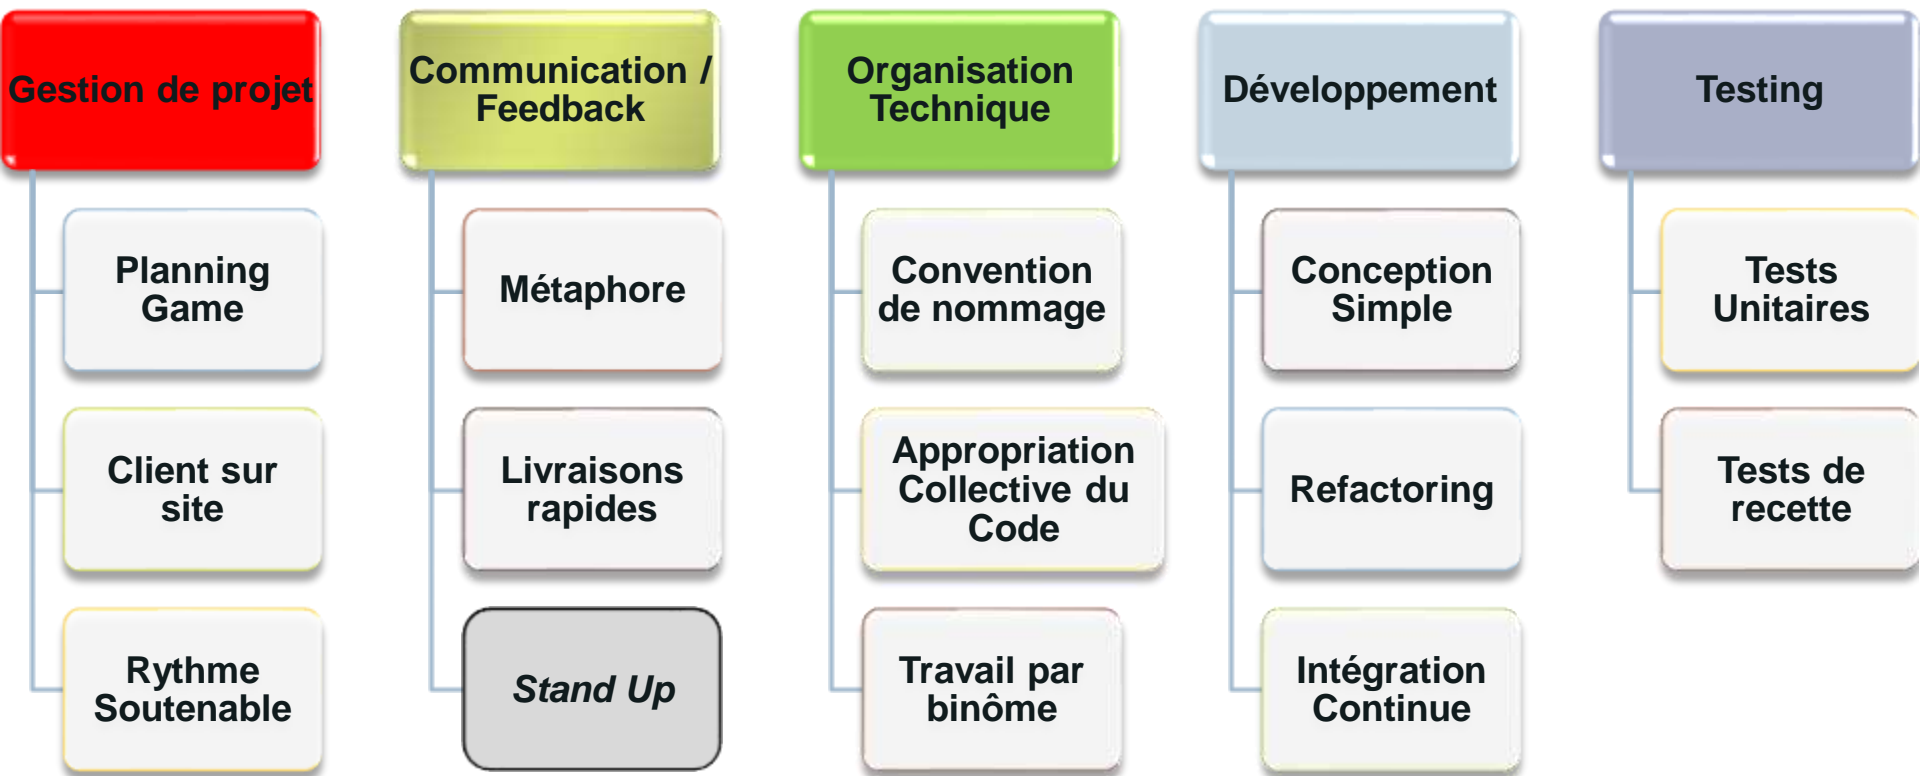 Gestion de projet
Planning
Game
Client sur
site
Rythme
Soutenable
Communication /
Feedback
Métaphore
Livraisons
rapides
Stand Up
Organisation
Technique
Convention
de nommage
Appropriation
Collective du
Code
Travail par
binôme
Développement
Conception
Simple
Refactoring
Intégration
Continue
Testing
Tests
Unitaires
Tests de
recette